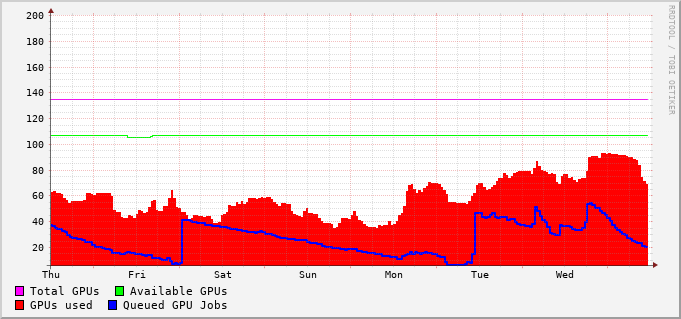 200
180
160
140
120
100
80
60
40
20
Thu Fri Sat Sun Mon Tue Wed
Total GPUs Available GPUs
GPUs used Queued GPU Jobs
RRDTOOL / TOBI OETIKER